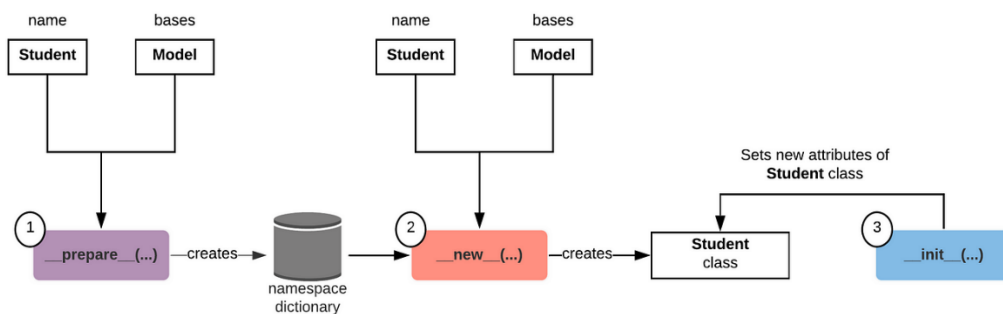 name
bases
Student
Model
name
bases
Student
Model
Sets new attributes of
Student class
1
__prepare__(...)
creates
namespace
dictionary
2
__new__(...)
creates
Student
class
3
__init__(...)